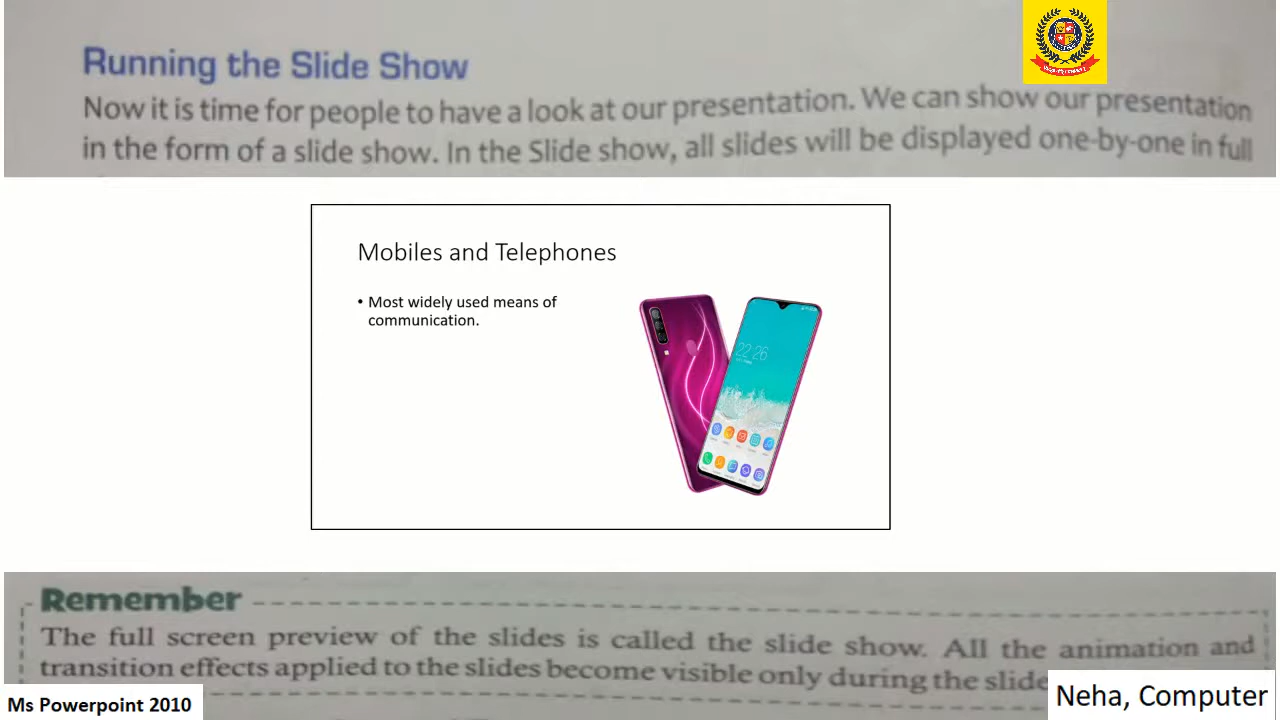 Running the Slide Show
Now it is time for people to have a look at our presentation. We can show our presentation
in the form of a slide show. In the Slide show, all slides will be displayed one-by-one in full
Mobiles and Telephones
• Most widely used means of
communication.
22 26
Remember
The full screen preview of the slides is called the slide show. All the animation and
transition effects applied to the slides become visible only during the slide
Ms Powerpoint 2010
Neha, Computer